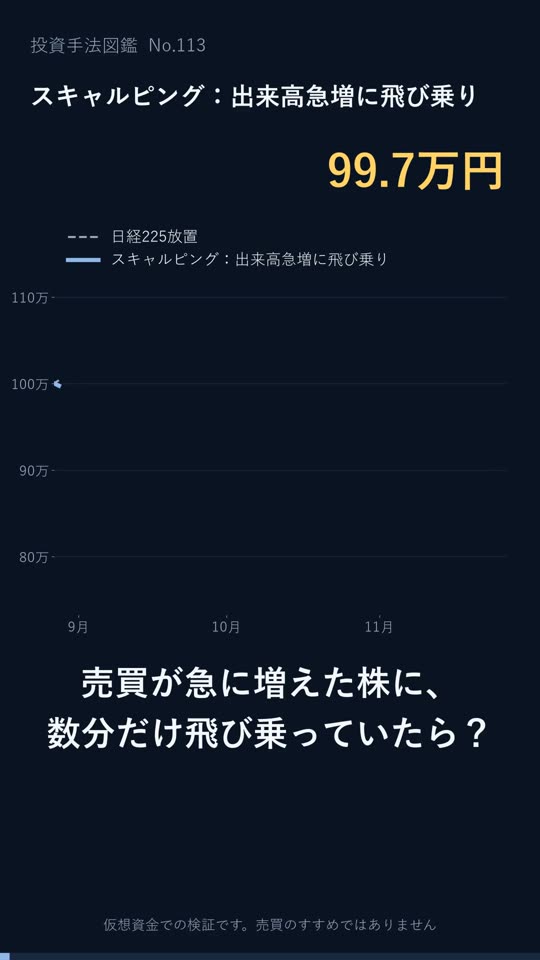 投資手法図鑑 No.113
スキャルピング：出来高急増に飛び乗り
99.7万円
日経225放置
スキャルピング：出来高急増に飛び乗り
110万
100万
90万
80万
9月
10月
11月
売買が急に増えた株に、
数分だけ飛び乗っていたら？
仮想資金での検証です。売買のすすめではありません